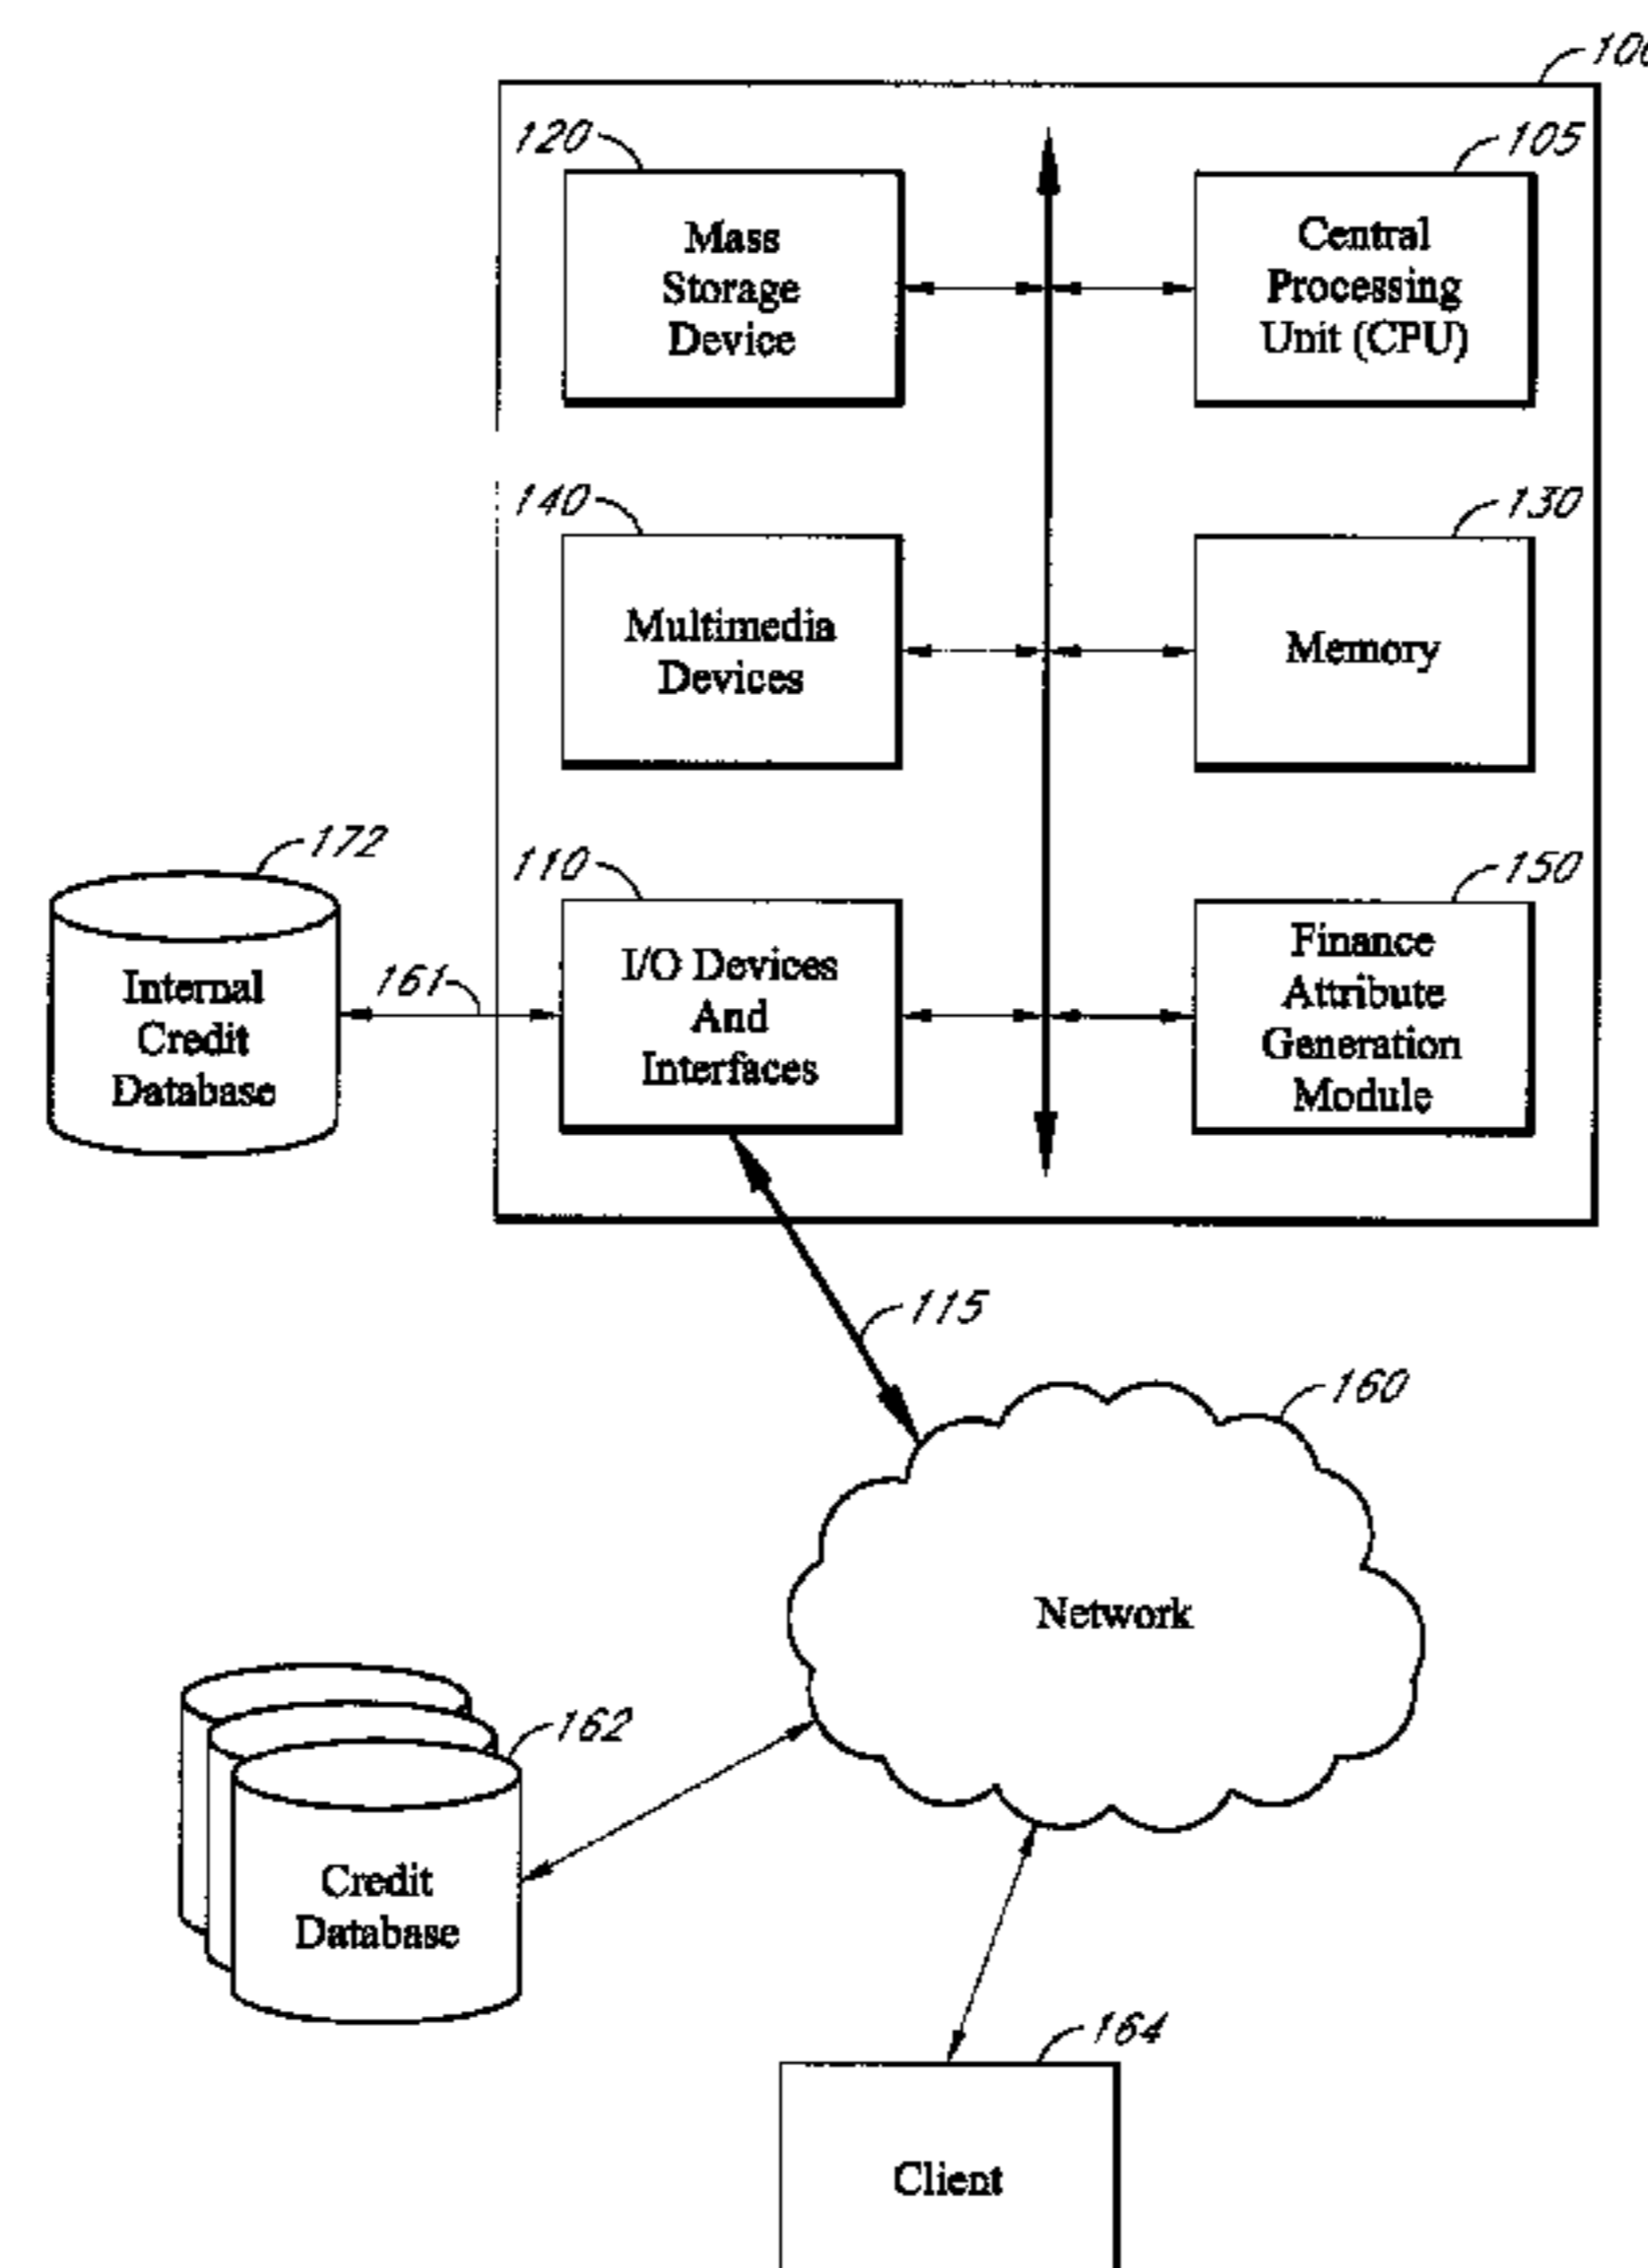 120
105
Mass
Storage
Device
Central
Processing
Unit (CPU)
140
130
Multimedia
Devices
Memory
172
110
150
Internal
Credit
Database
161
I/O Devices
And
Interfaces
Finance
Attribute
Generation
Module
115
160
Network
162
Credit
Database
164
Client